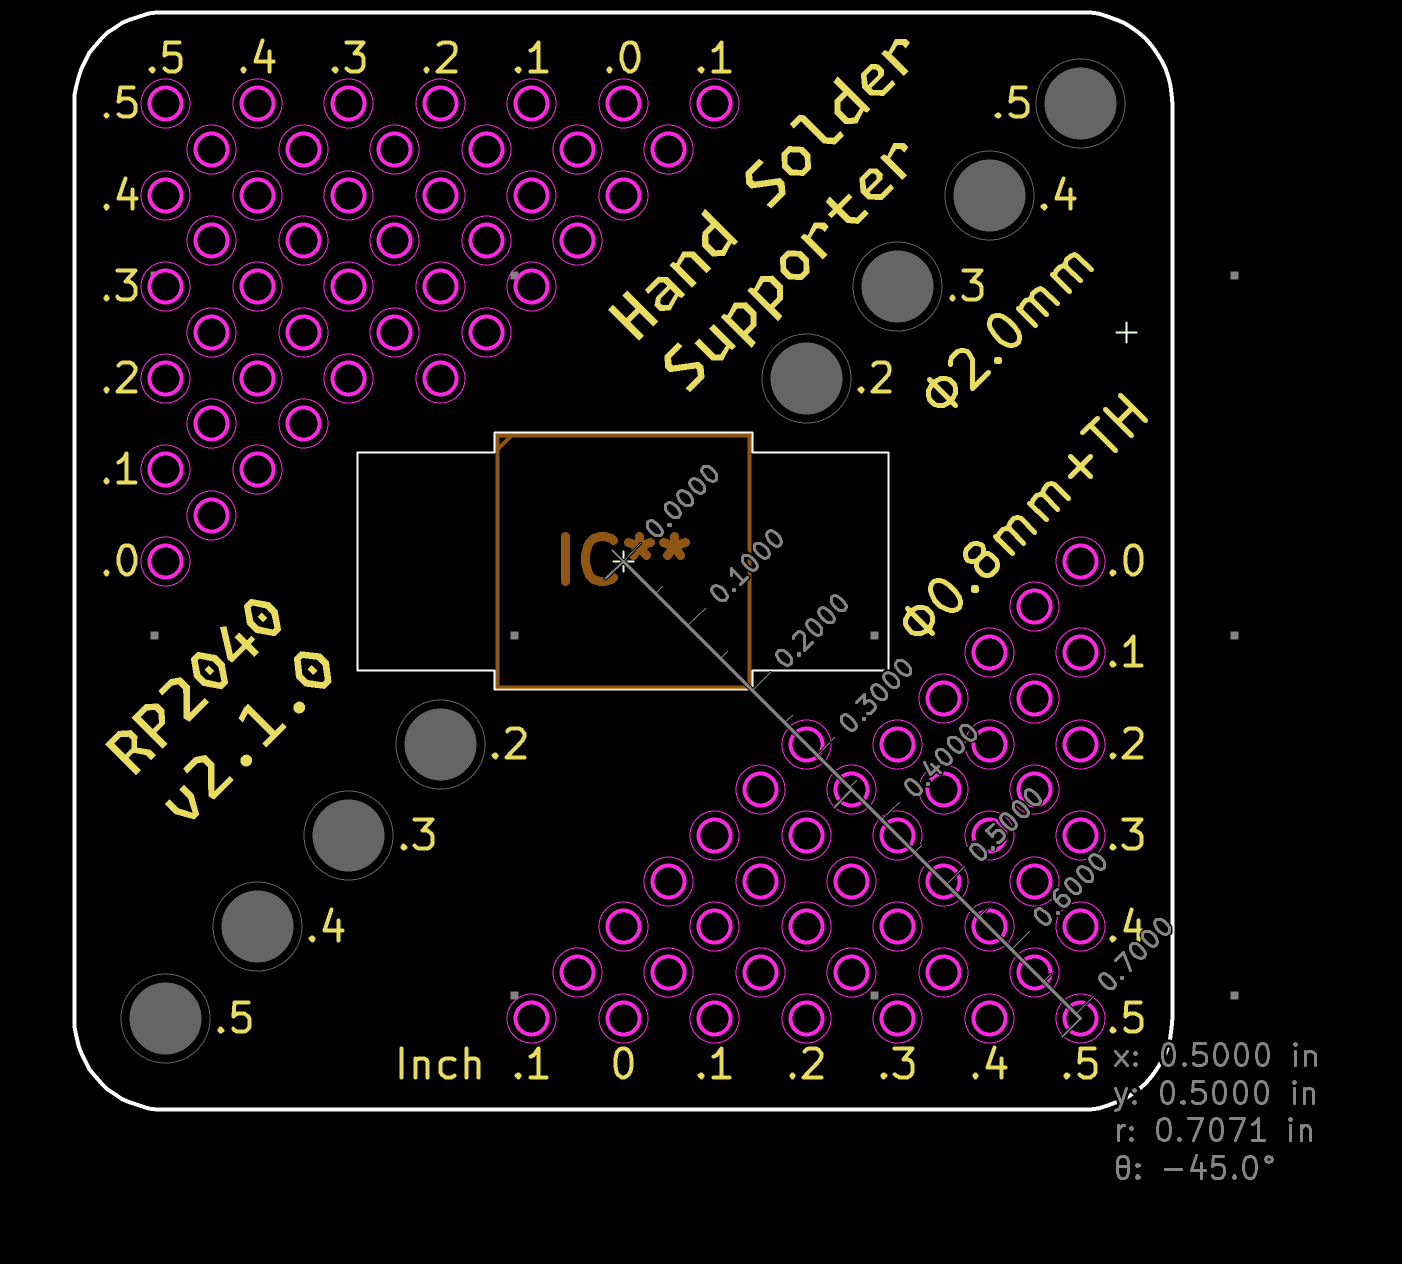 .5 .4 .3 .2 .1 .0 .1
.5
.4
.3
.2
.1
.0
Hand Solder
Supporter
.5
.4
.3
.2
Φ2.0mm
Φ0.8mm+TH
IC**
0.0000
0.1000
0.2000
0.3000
0.4000
0.5000
0.6000
0.7000
RP2040
v2.1.0
.2
.3
.4
.5
.0
.1
.2
.3
.4
.5
Inch .1 0 .1 .2 .3 .4 .5
x: 0.5000 in
y: 0.5000 in
r: 0.7071 in
θ: -45.0°